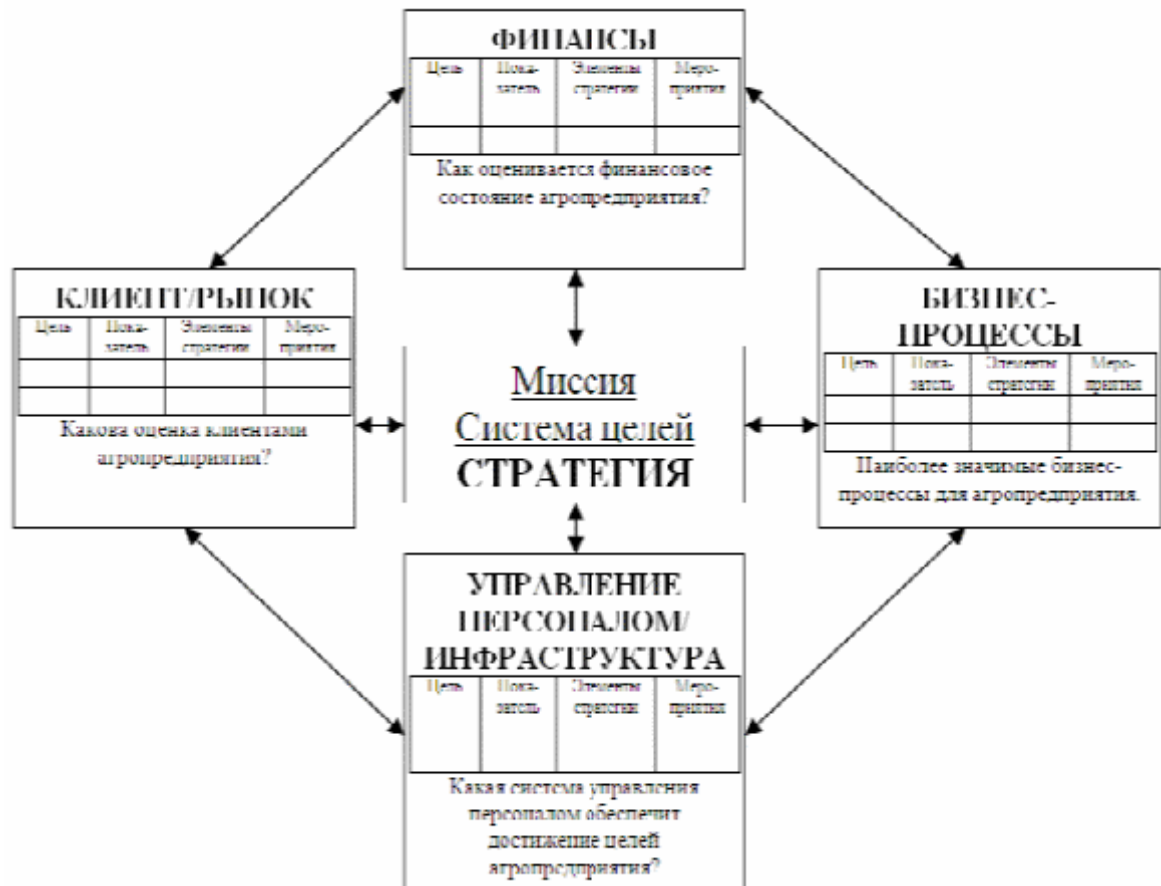 ФИНАНСЫ
Цель Пока- Элементы Меро-
затель стратегии приятия
Как оценивается финансовое
состояние агропредприятия?
КЛИЕНТ/РЫНОК
Цель Пока- Элементы Меро-
затель стратегии приятия
Какова оценка клиентами
агропредприятия?
Миссия
Система целей
СТРАТЕГИЯ
БИЗНЕС-
ПРОЦЕССЫ
Цель Пока- Элементы Меро-
затель стратегии приятия
Наиболее значимые бизнес-
процессы для агропредприятия.
УПРАВЛЕНИЕ
ПЕРСОНАЛОМ/
ИНФРАСТРУКТУРА
Цель Пока- Элементы Меро-
затель стратегии приятия
Какая система управления
персоналом обеспечит
достижение целей
агропредприятия?